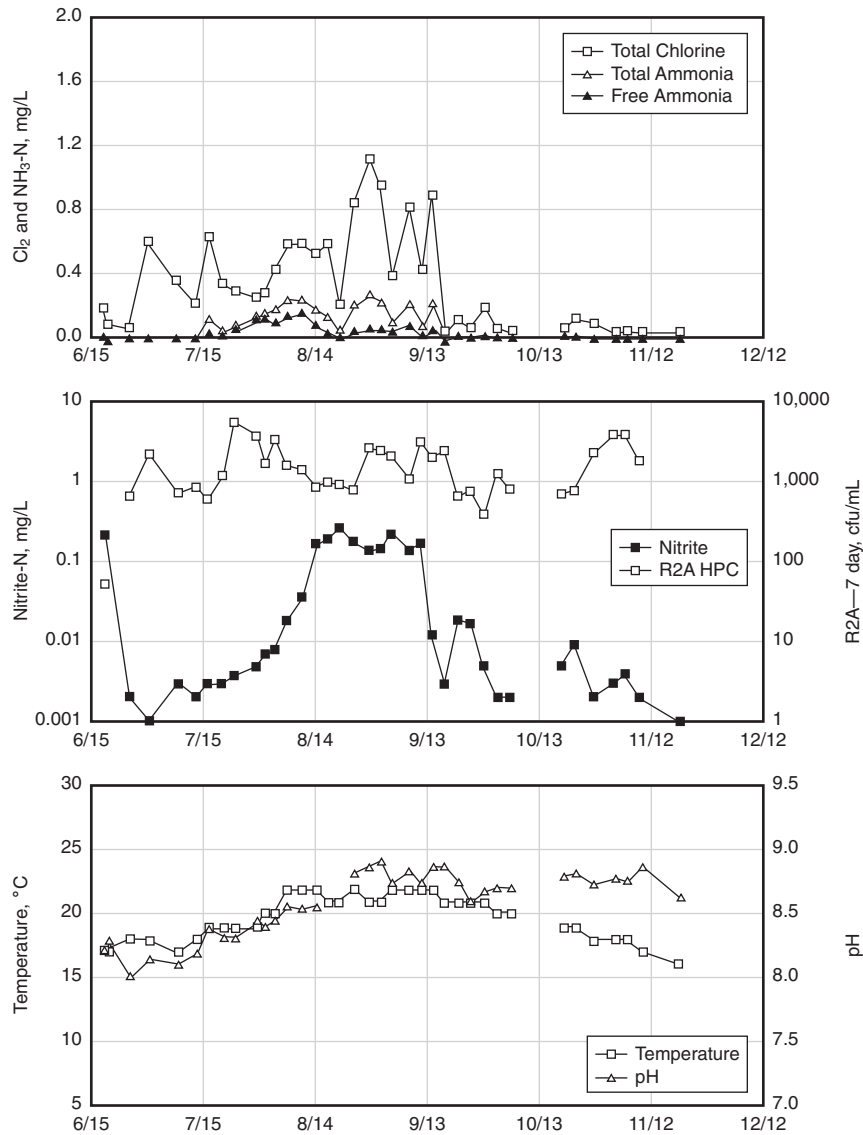 2.0
1.6
1.2
0.8
0.4
0.0
Cl₂ and NH₃-N, mg/L
Total Chlorine
Total Ammonia
Free Ammonia
6/15 7/15 8/14 9/13 10/13 11/12 12/12
10
1
0.1
0.01
0.001
Nitrite-N, mg/L
Nitrite
R2A HPC
10,000
1,000
100
10
1
R2A—7 day, cfu/mL
6/15 7/15 8/14 9/13 10/13 11/12 12/12
30
25
20
15
10
5
Temperature, °C
Temperature
pH
9.5
9.0
8.5
8.0
7.5
7.0
pH
6/15 7/15 8/14 9/13 10/13 11/12 12/12